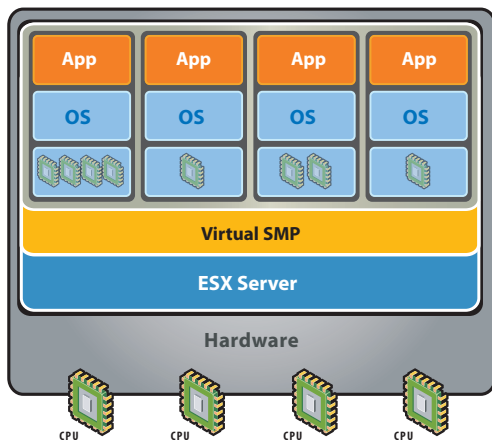 App App App App
OS OS OS OS
Virtual SMP
ESX Server
Hardware
CPU CPU CPU CPU